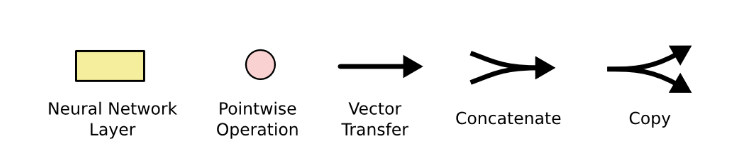 Neural Network
Layer
Pointwise
Operation
Vector
Transfer
Concatenate
Copy